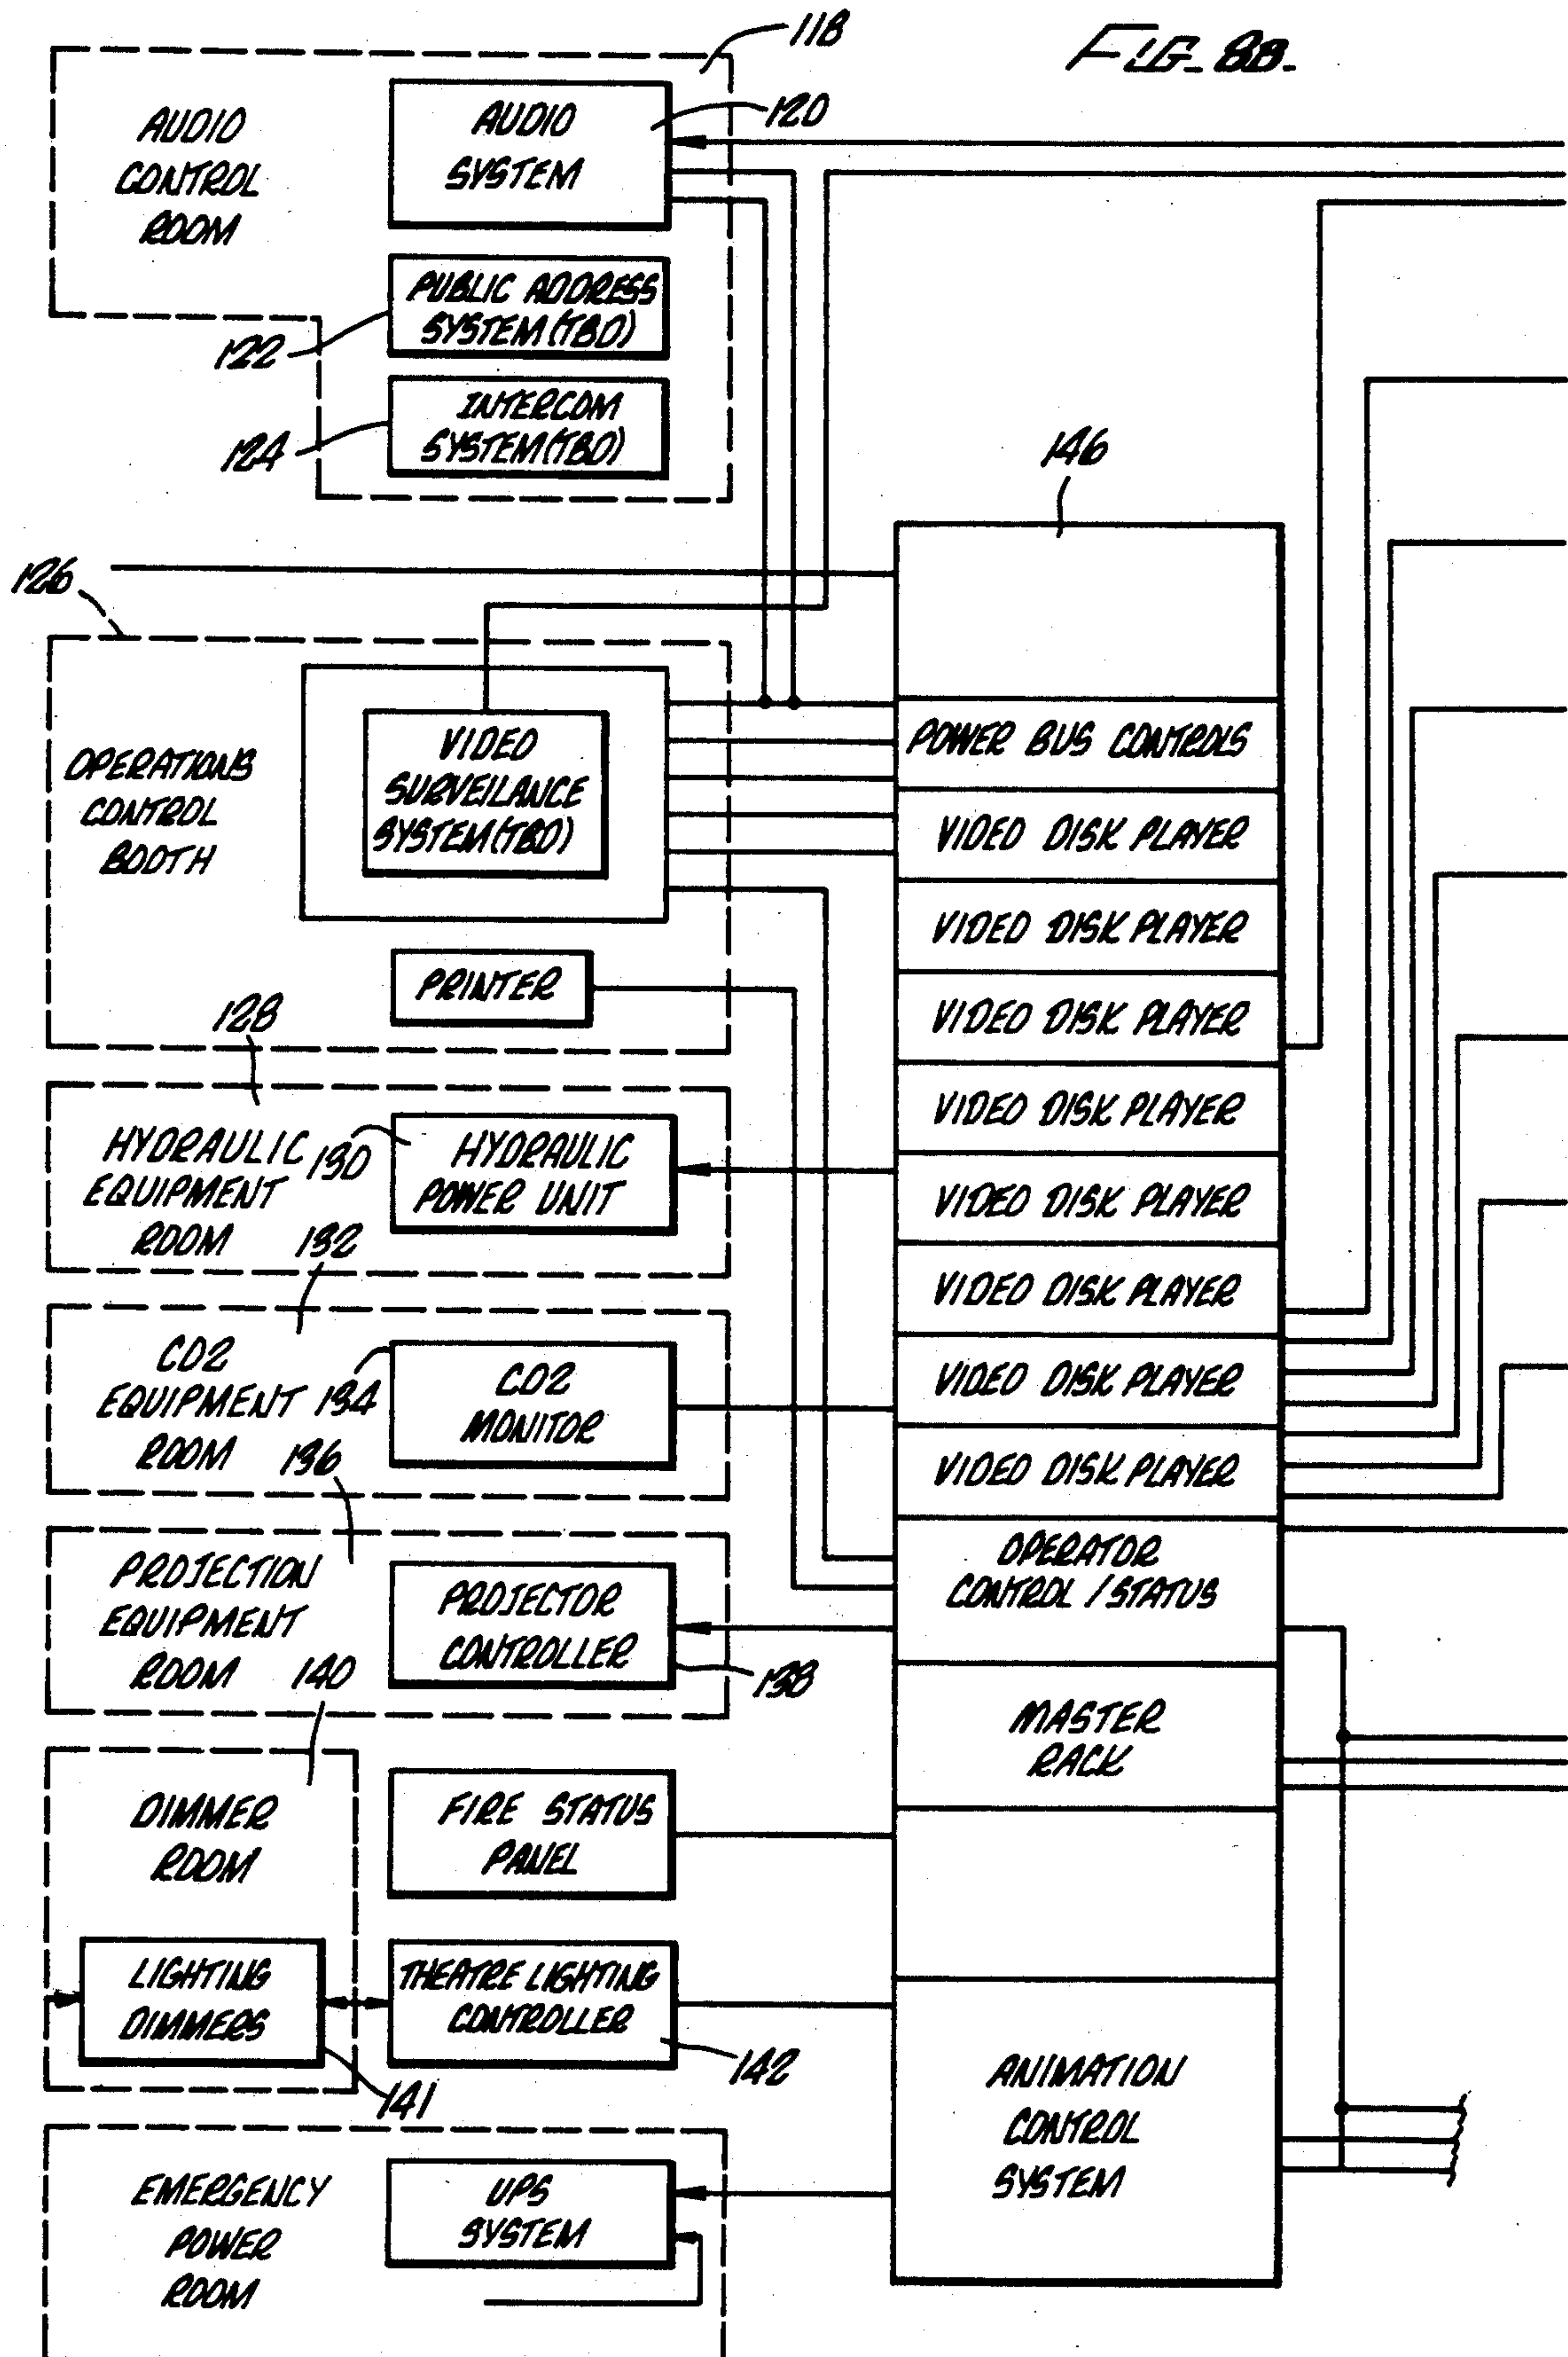 FIG. 8B.
118
AUDIO
CONTROL
ROOM
AUDIO
SYSTEM
120
PUBLIC ADDRESS
SYSTEM (TBD)
122
INTERCOM
SYSTEM (TBD)
124
146
126
OPERATIONS
CONTROL
BOOTH
VIDEO
SURVEILANCE
SYSTEM (TBD)
PRINTER
128
HYDRAULIC
EQUIPMENT
ROOM
130
HYDRAULIC
POWER UNIT
132
CO2
EQUIPMENT
ROOM
134
CO2
MONITOR
136
PROJECTION
EQUIPMENT
ROOM
PROJECTOR
CONTROLLER
138
140
DIMMER
ROOM
FIRE STATUS
PANEL
LIGHTING
DIMMERS
141
THEATRE LIGHTING
CONTROLLER
142
EMERGENCY
POWER
ROOM
UPS
SYSTEM
POWER BUS CONTROLS
VIDEO DISK PLAYER
VIDEO DISK PLAYER
VIDEO DISK PLAYER
VIDEO DISK PLAYER
VIDEO DISK PLAYER
VIDEO DISK PLAYER
VIDEO DISK PLAYER
VIDEO DISK PLAYER
OPERATOR
CONTROL / STATUS
MASTER
RACK
ANIMATION
CONTROL
SYSTEM